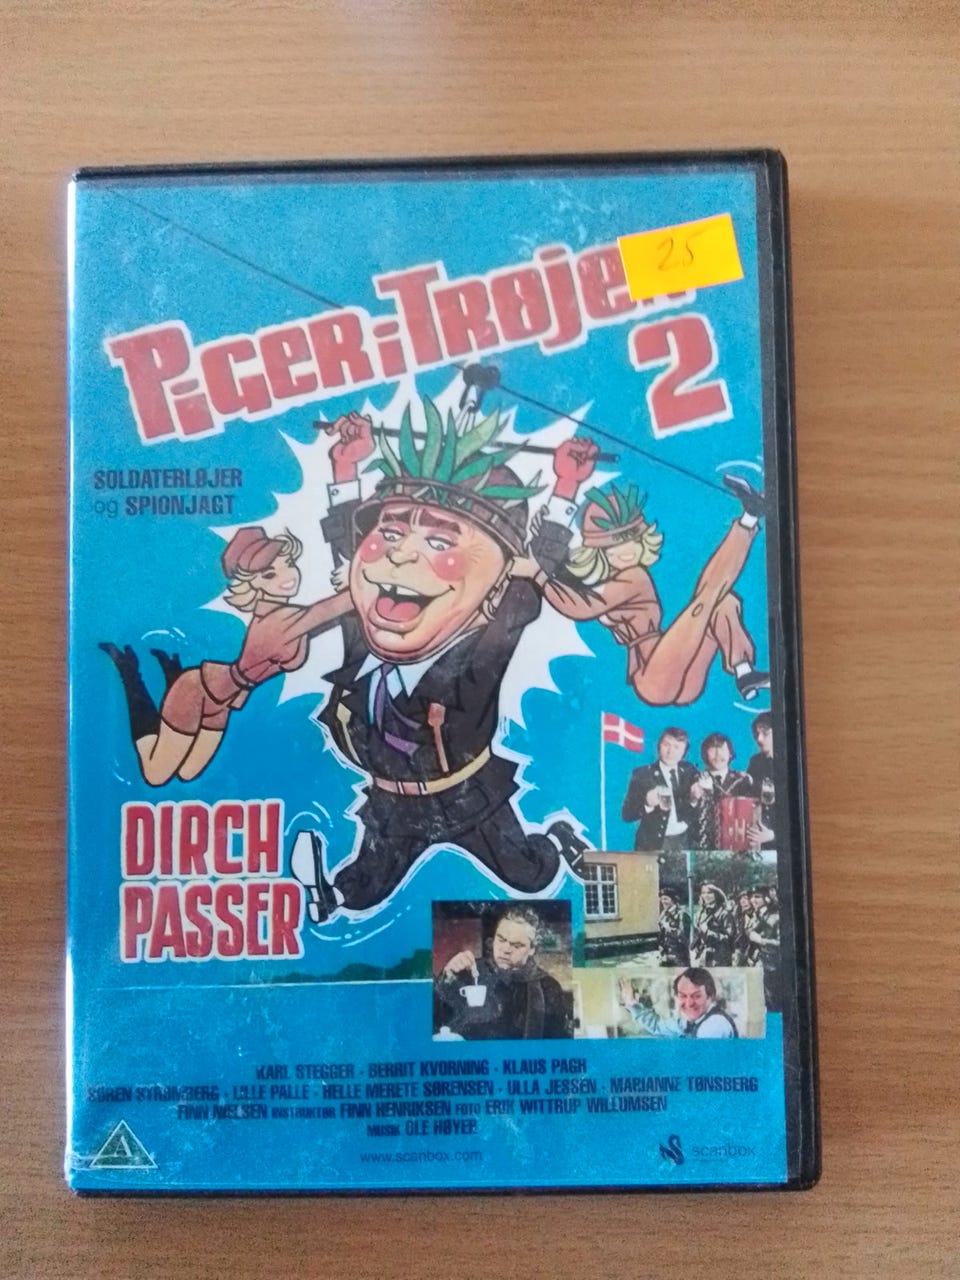 25
PIGER i TRØJEN
2
SOLDATERLØJER
og SPIONJAGT
DIRCH
PASSER
KARL STEGGER · BERRIT KVORNING · KLAUS PAGH
SØREN STRØMBERG · LILLE PALLE · HELLE MERETE SØRENSEN · ULLA JESSEN · MARIANNE TØNSBERG
FINN NIELSEN INSTRUKTØR FINN HENRIKSEN FOTO ERIK WITTRUP WILLUMSEN
MUSIK OLE HØYER
A
www.scanbox.com
scanbox